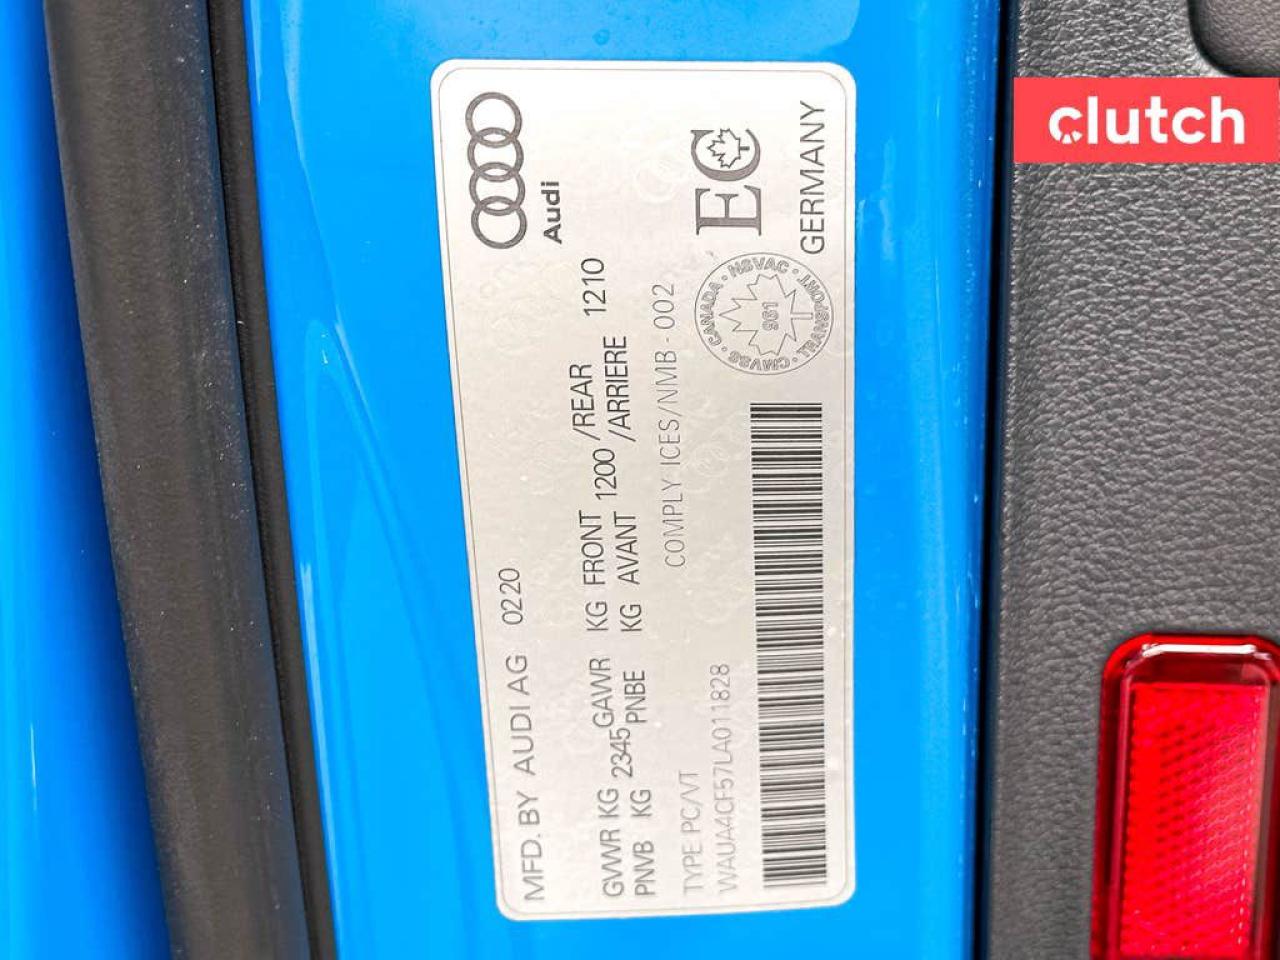 Audi
MFD. BY AUDI AG 0220
GVWR KG 2345 GAWR KG FRONT 1200 /REAR 1210
PNVB KG PNBE KG AVANT /ARRIERE
COMPLY ICES/NMB - 002
TYPE PC/VT
WAUA4CF57LA011828
EC
CANADA · NSVAC · TRANSPORT · CMVSS ·
961
GERMANY
clutch